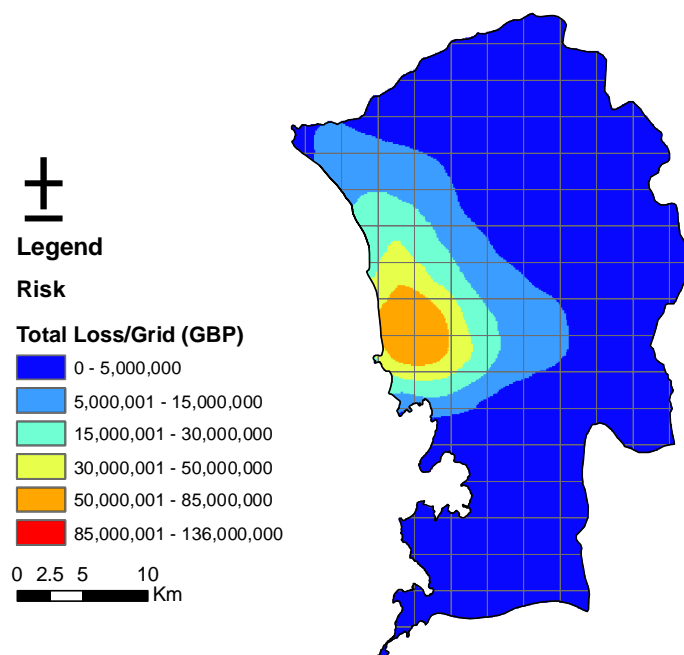 Legend
Risk
Total Loss/Grid (GBP)
0 - 5,000,000
5,000,001 - 15,000,000
15,000,001 - 30,000,000
30,000,001 - 50,000,000
50,000,001 - 85,000,000
85,000,001 - 136,000,000
0 2.5 5 10
Km